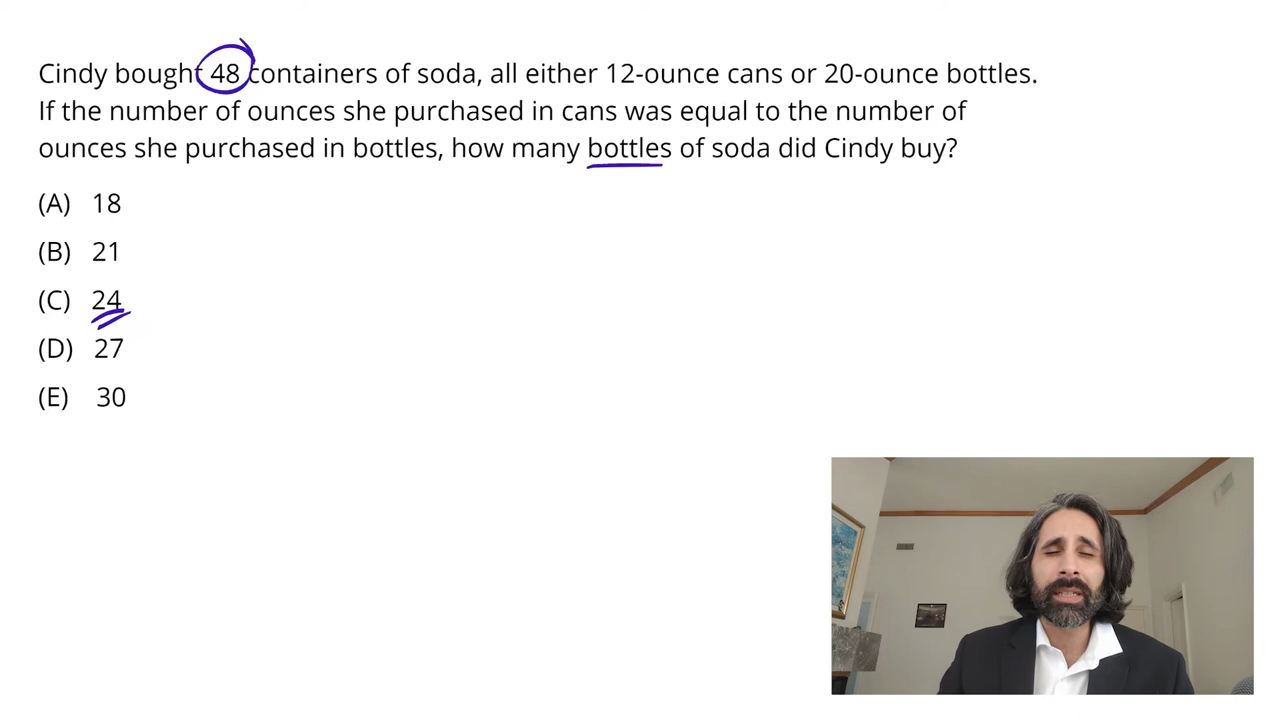 Cindy bought 48 containers of soda, all either 12-ounce cans or 20-ounce bottles.
If the number of ounces she purchased in cans was equal to the number of
ounces she purchased in bottles, how many bottles of soda did Cindy buy?
(A) 18
(B) 21
(C) 24
(D) 27
(E) 30